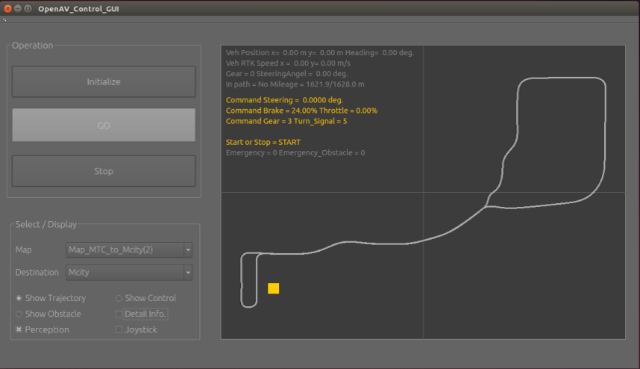 OpenAV_Control_GUI
Operation
Initialize
GO
Stop
Select / Display
Map Map_MTC_to_Mcity(2)
Destination Mcity
Show Trajectory Show Control
Show Obstacle Detail Info.
Perception Joystick
Veh Position x= 0.00 m y= 0.00 m Heading= 0.00 deg.
Veh RTK Speed x = 0.00 y= 0.00 m/s
Gear = 0 SteeringAngel = 0.00 deg.
In path = No Mileage = 1621.9/1628.0 m
Command Steering = 0.0000 deg.
Command Brake = 24.00% Throttle = 0.00%
Command Gear = 3 Turn_Signal = 5
Start or Stop = START
Emergency = 0 Emergency_Obstacle = 0